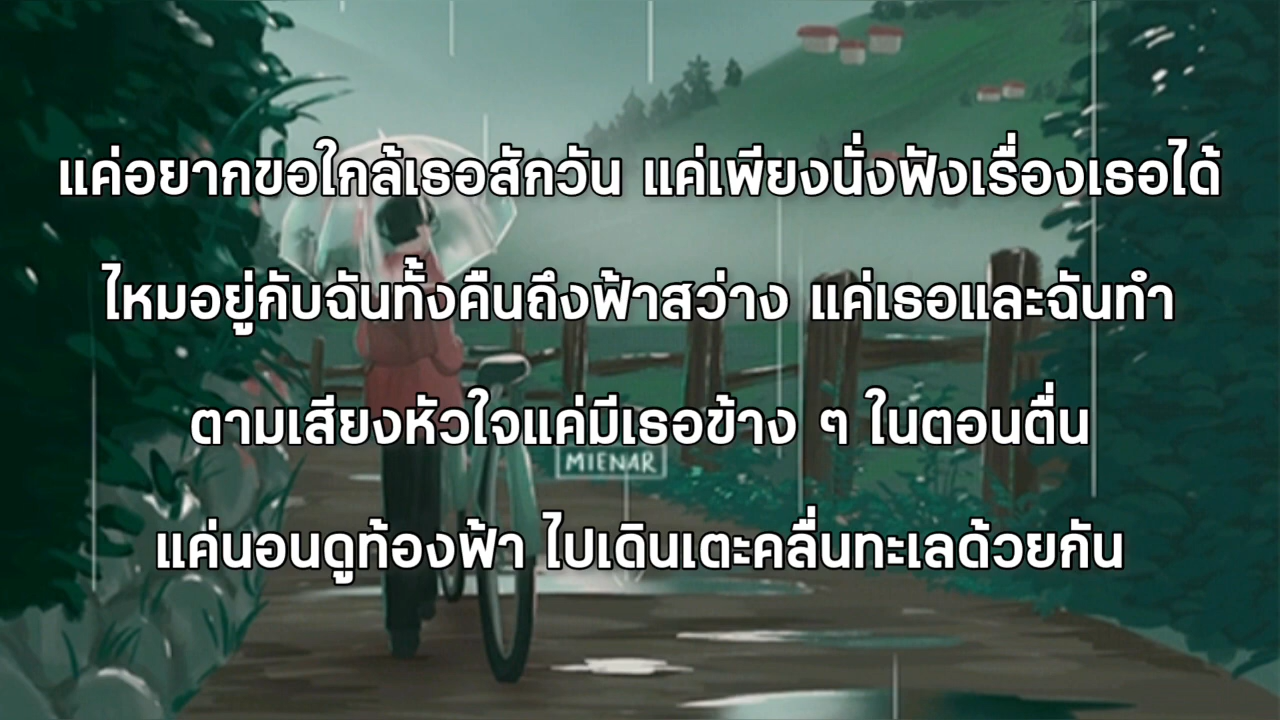 แค่อยากขอใกล้เธอสักวัน แค่เพียงนั่งฟังเรื่องเธอได้
ไหมอยู่กับฉันทั้งคืนถึงฟ้าสว่าง แค่เธอและฉันทำ
ตามเสียงหัวใจแค่มีเธอข้าง ๆ ในตอนตื่น
MIENAR
แค่นอนดูท้องฟ้า ไปเดินเตะคลื่นทะเลด้วยกัน